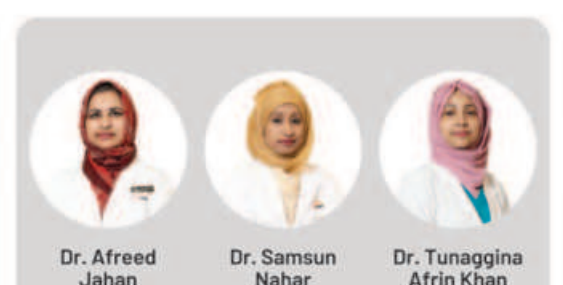 Dr. Afreed
Jahan
Dr. Samsun
Nahar
Dr. Tunaggina
Afrin Khan